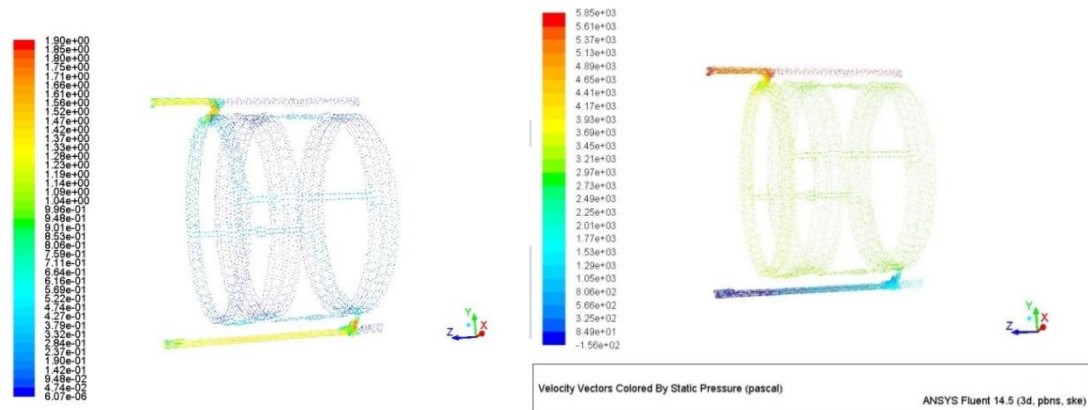 1.90e+00
1.85e+00
1.75e+00
1.71e+00
1.66e+00
1.61e+00
1.56e+00
1.52e+00
1.47e+00
1.42e+00
1.37e+00
1.33e+00
1.28e+00
1.23e+00
1.19e+00
1.14e+00
1.09e+00
1.04e+00
9.96e-01
9.48e-01
9.01e-01
8.53e-01
8.06e-01
7.59e-01
7.11e-01
6.64e-01
6.16e-01
5.69e-01
5.22e-01
4.74e-01
4.27e-01
3.79e-01
3.32e-01
2.84e-01
2.37e-01
1.90e-01
1.42e-01
9.48e-02
4.74e-02
6.07e-06
Y
Z
X
5.85e+03
5.61e+03
5.37e+03
5.13e+03
4.89e+03
4.65e+03
4.41e+03
4.17e+03
3.93e+03
3.69e+03
3.45e+03
3.21e+03
2.97e+03
2.73e+03
2.49e+03
2.25e+03
2.01e+03
1.77e+03
1.53e+03
1.29e+03
1.05e+03
8.06e+02
5.66e+02
3.25e+02
8.49e+01
-1.56e+02
Y
Z
X
Velocity Vectors Colored By Static Pressure (pascal)
ANSYS Fluent 14.5 (3d, pbns, ske)